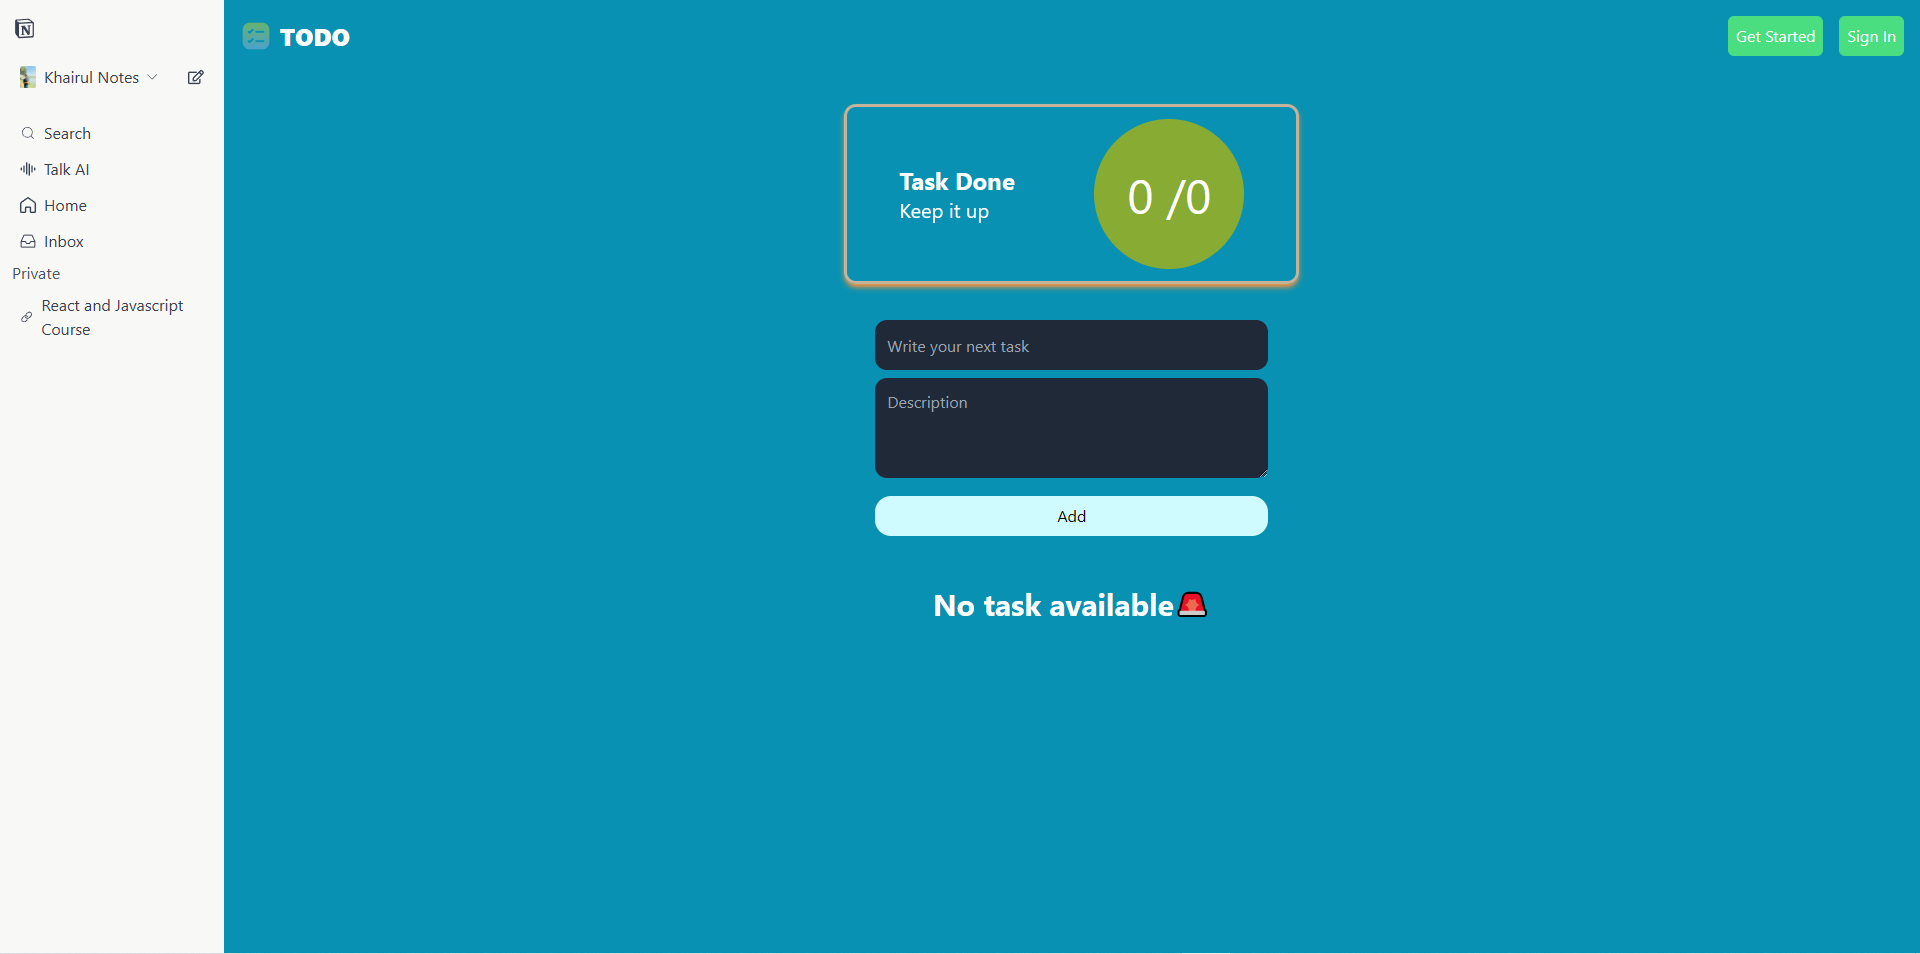 N
Khairul Notes
Search
Talk AI
Home
Inbox
Private
React and Javascript
Course
TODO
Get Started
Sign In
Task Done
Keep it up
0 /0
Write your next task
Description
Add
No task available🚨